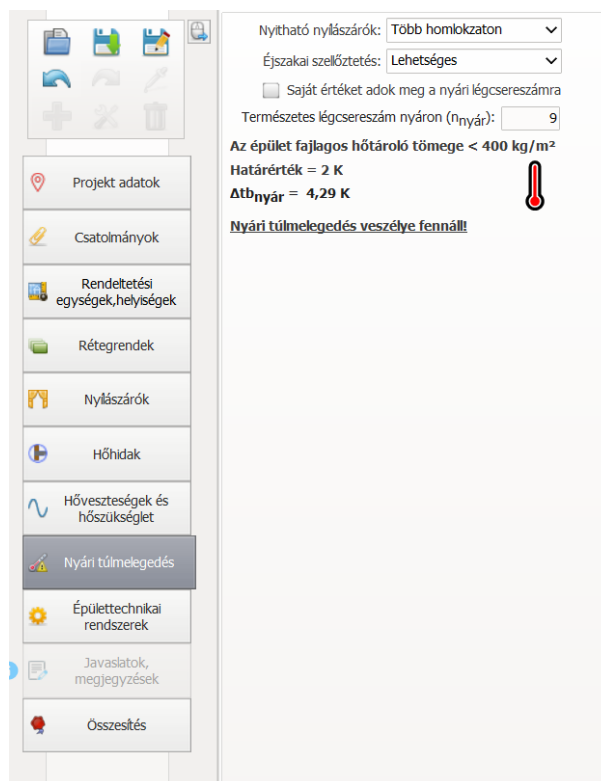 Nyitható nyílászárók: Több homlokzaton
Éjszakai szellőztetés: Lehetséges
Saját értéket adok meg a nyári légcsereszámra
Természetes légcsereszám nyáron (nnyár): 9
Az épület fajlagos hőtároló tömege < 400 kg/m²
Határérték = 2 K
Δtbnyár = 4,29 K
Nyári túlmelegedés veszélye fennáll!
Projekt adatok
Csatolmányok
Rendeltetési
egységek,helyiségek
Rétegrendek
Nyílászárók
Hőhidak
Hőveszteségek és
hőszükséglet
Nyári túlmelegedés
Épülettechnikai
rendszerek
Javaslatok,
megjegyzések
Összesítés